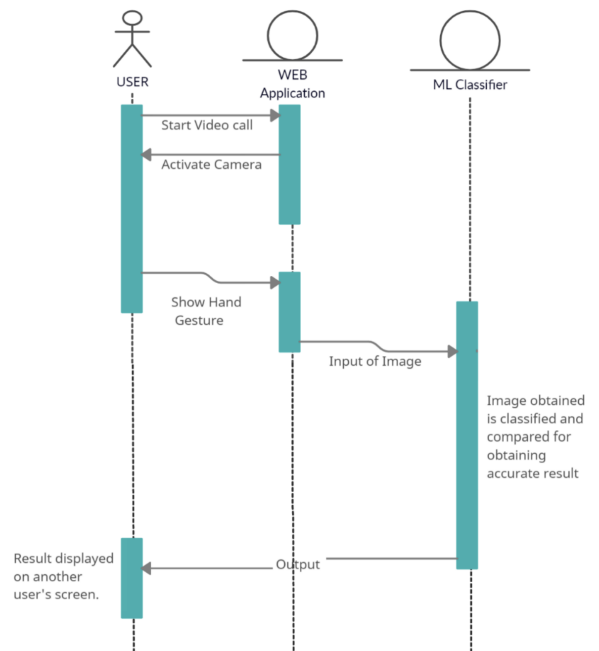 USER
WEB
Application
ML Classifier
Start Video call
Activate Camera
Show Hand
Gesture
Input of Image
Image obtained
is classified and
compared for
obtaining
accurate result
Output
Result displayed
on another
user's screen.